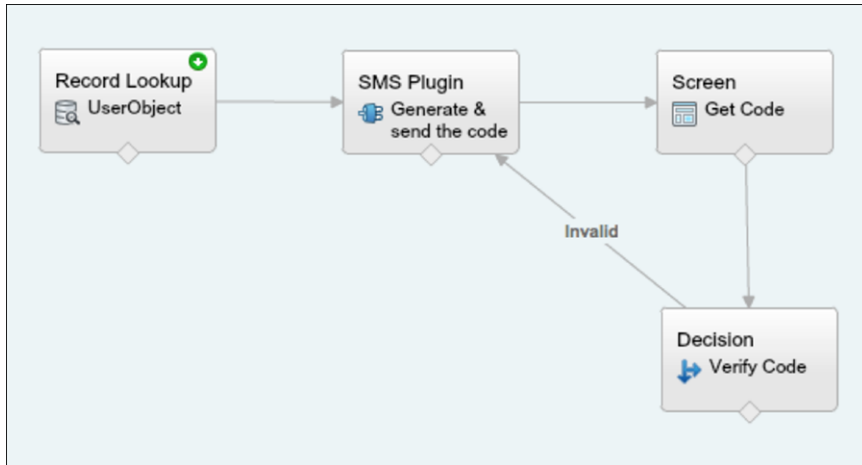 Record Lookup
UserObject
SMS Plugin
Generate &
send the code
Screen
Get Code
Invalid
Decision
Verify Code